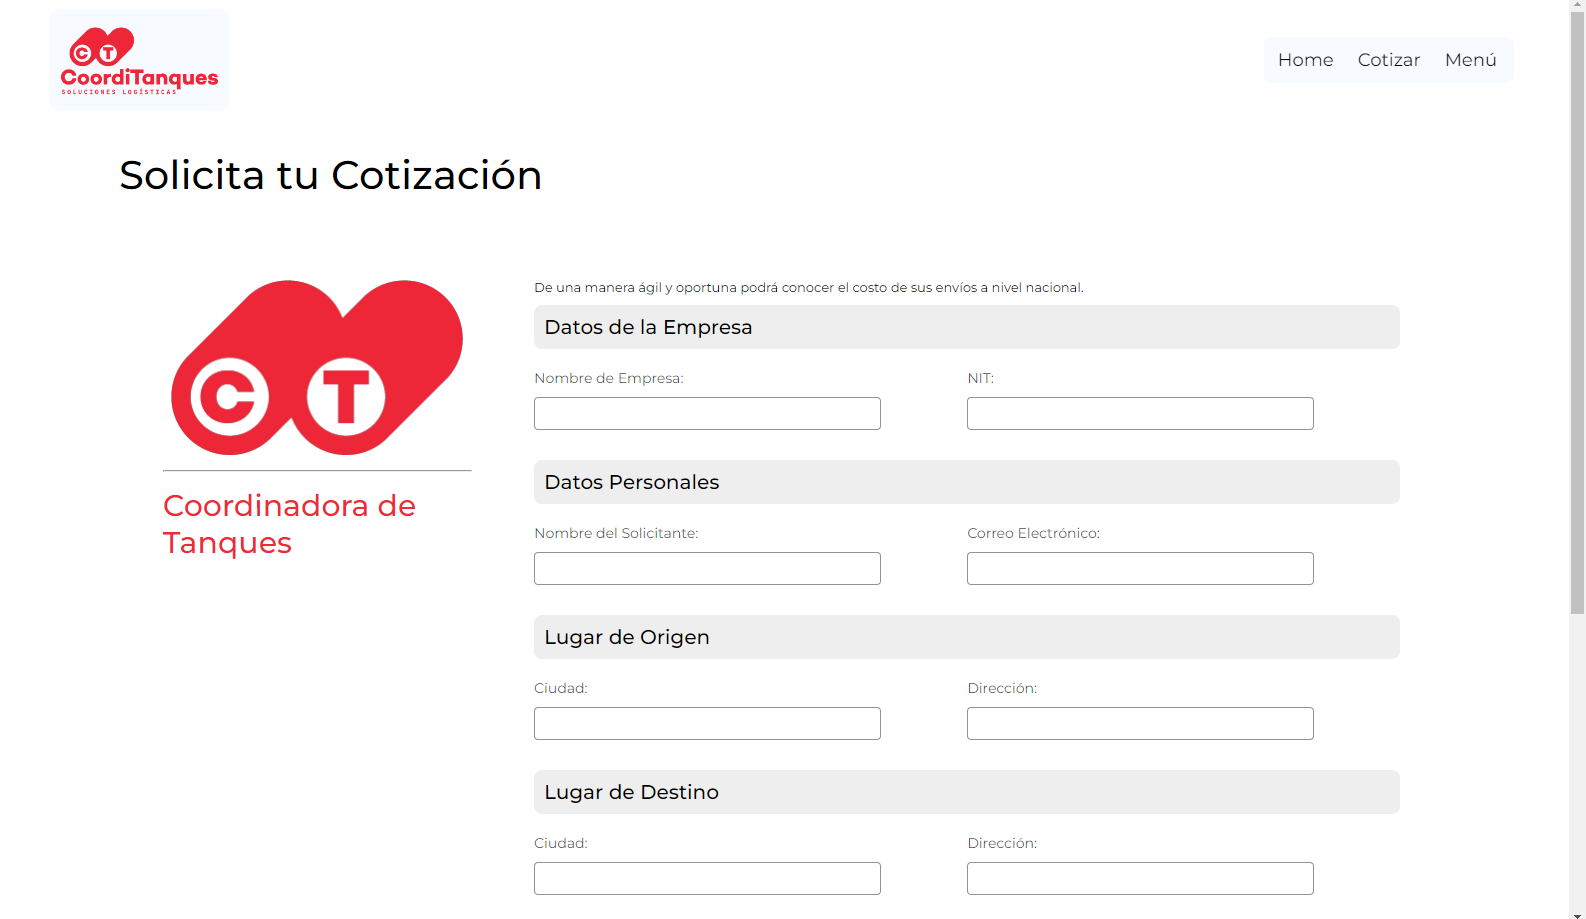 CT
CoordiTanques
SOLUCIONES LOGÍSTICAS
Home Cotizar Menú
Solicita tu Cotización
CT
Coordinadora de
Tanques
De una manera ágil y oportuna podrá conocer el costo de sus envíos a nivel nacional.
Datos de la Empresa
Nombre de Empresa: NIT:
Datos Personales
Nombre del Solicitante: Correo Electrónico:
Lugar de Origen
Ciudad: Dirección:
Lugar de Destino
Ciudad: Dirección: